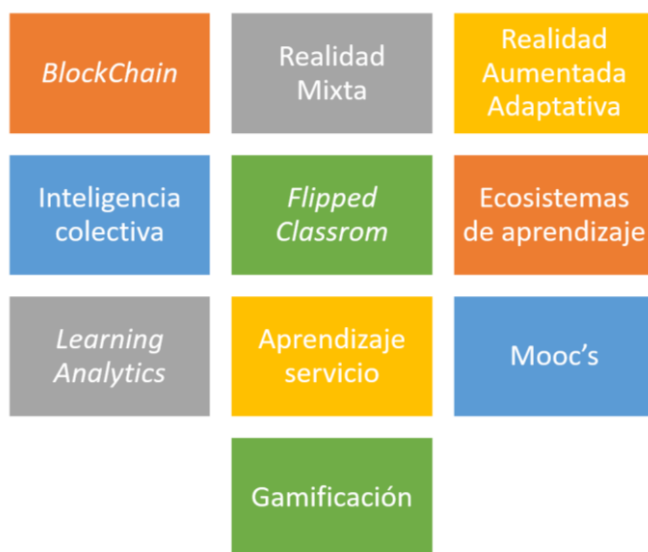 BlockChain
Realidad
Mixta
Realidad
Aumentada
Adaptativa
Inteligencia
colectiva
Flipped
Classrom
Ecosistemas
de aprendizaje
Learning
Analytics
Aprendizaje
servicio
Mooc’s
Gamificación